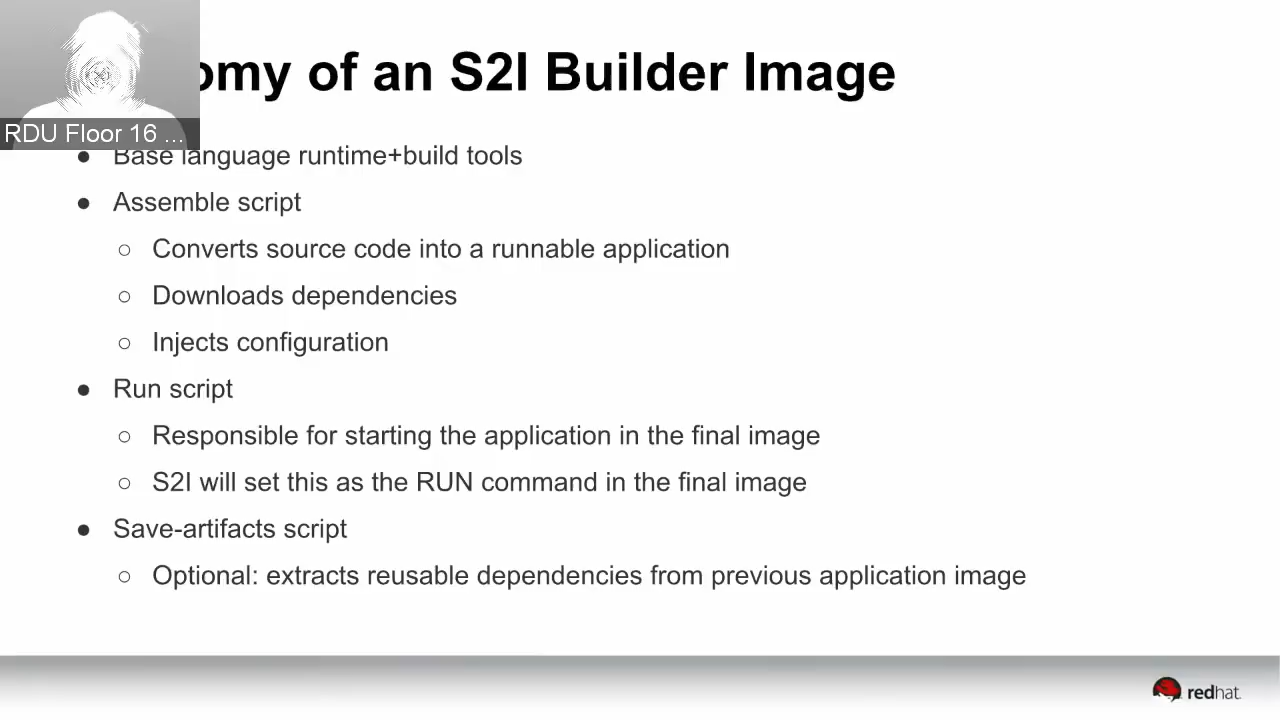 omy of an S2I Builder Image
RDU Floor 16 ...
● Base language runtime+build tools
● Assemble script
○ Converts source code into a runnable application
○ Downloads dependencies
○ Injects configuration
● Run script
○ Responsible for starting the application in the final image
○ S2I will set this as the RUN command in the final image
● Save-artifacts script
○ Optional: extracts reusable dependencies from previous application image
redhat.